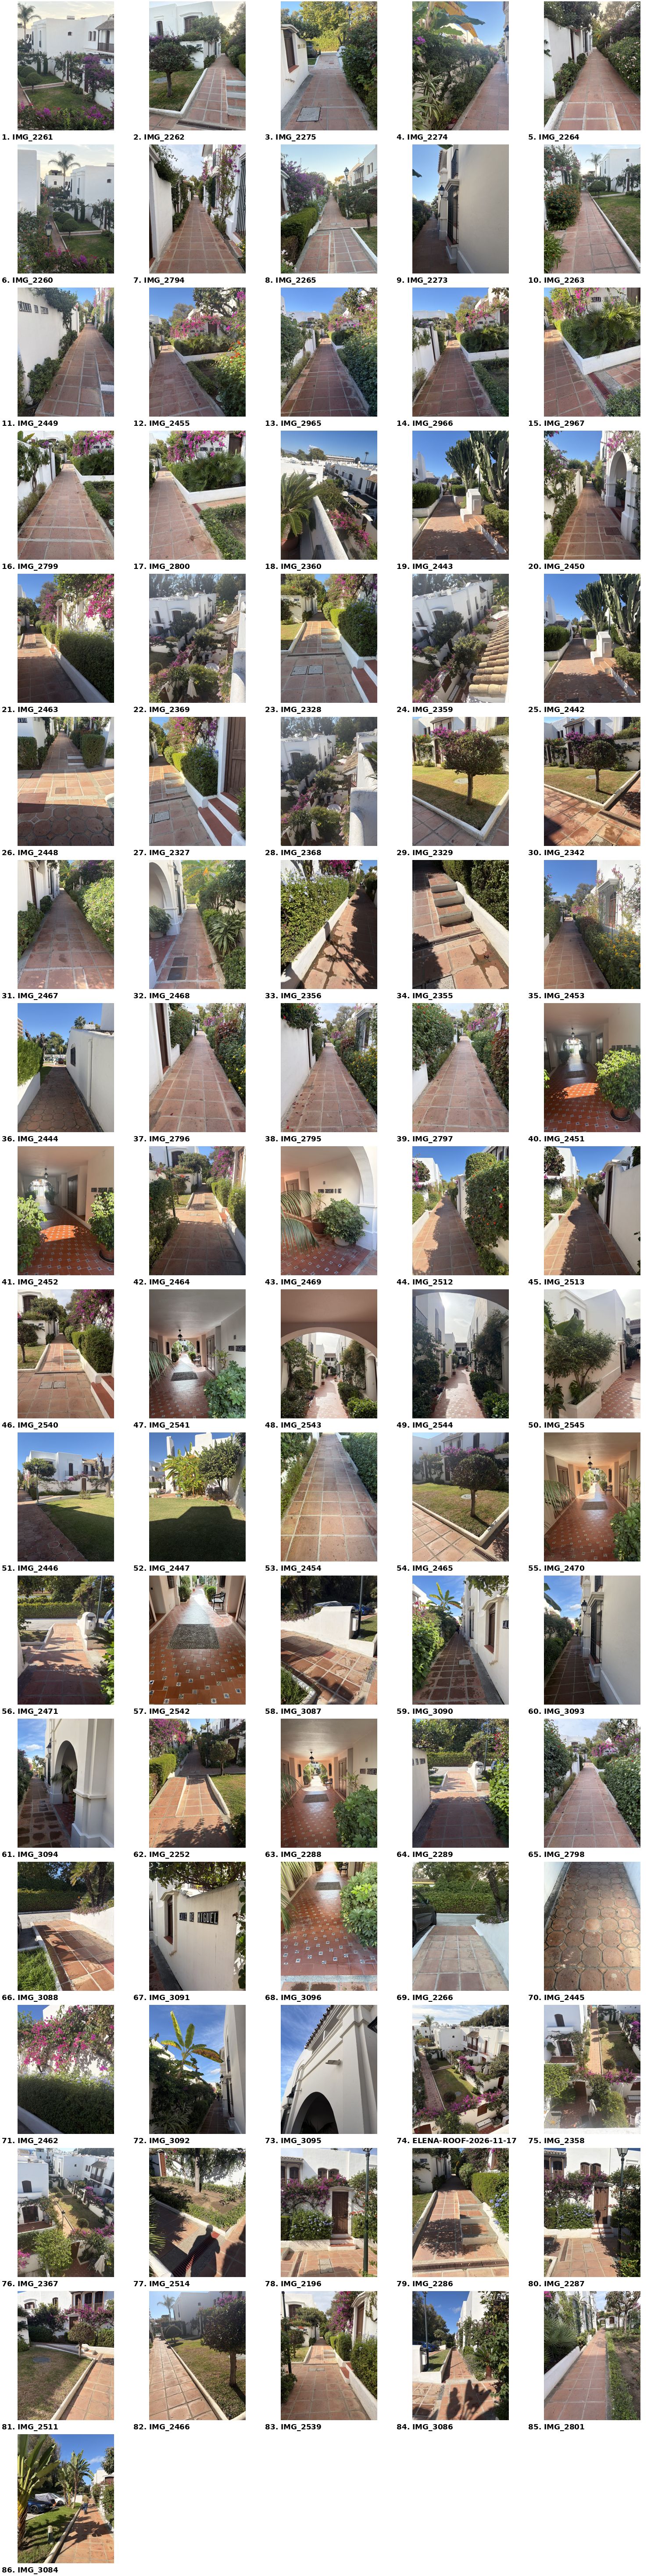 1. IMG_2261 2. IMG_2262 3. IMG_2275 4. IMG_2274 5. IMG_2264
6. IMG_2260 7. IMG_2794 8. IMG_2265 9. IMG_2273 10. IMG_2263
11. IMG_2449 12. IMG_2455 13. IMG_2965 14. IMG_2966 15. IMG_2967
16. IMG_2799 17. IMG_2800 18. IMG_2360 19. IMG_2443 20. IMG_2450
21. IMG_2463 22. IMG_2369 23. IMG_2328 24. IMG_2359 25. IMG_2442
26. IMG_2448 27. IMG_2327 28. IMG_2368 29. IMG_2329 30. IMG_2342
31. IMG_2467 32. IMG_2468 33. IMG_2356 34. IMG_2355 35. IMG_2453
36. IMG_2444 37. IMG_2796 38. IMG_2795 39. IMG_2797 40. IMG_2451
41. IMG_2452 42. IMG_2464 43. IMG_2469 44. IMG_2512 45. IMG_2513
46. IMG_2540 47. IMG_2541 48. IMG_2543 49. IMG_2544 50. IMG_2545
51. IMG_2446 52. IMG_2447 53. IMG_2454 54. IMG_2465 55. IMG_2470
56. IMG_2471 57. IMG_2542 58. IMG_3087 59. IMG_3090 60. IMG_3093
61. IMG_3094 62. IMG_2252 63. IMG_2288 64. IMG_2289 65. IMG_2798
MIGUEL
66. IMG_3088 67. IMG_3091 68. IMG_3096 69. IMG_2266 70. IMG_2445
71. IMG_2462 72. IMG_3092 73. IMG_3095 74. ELENA-ROOF-2026-11-17 75. IMG_2358
76. IMG_2367 77. IMG_2514 78. IMG_2196 79. IMG_2286 80. IMG_2287
81. IMG_2511 82. IMG_2466 83. IMG_2539 84. IMG_3086 85. IMG_2801
86. IMG_3084